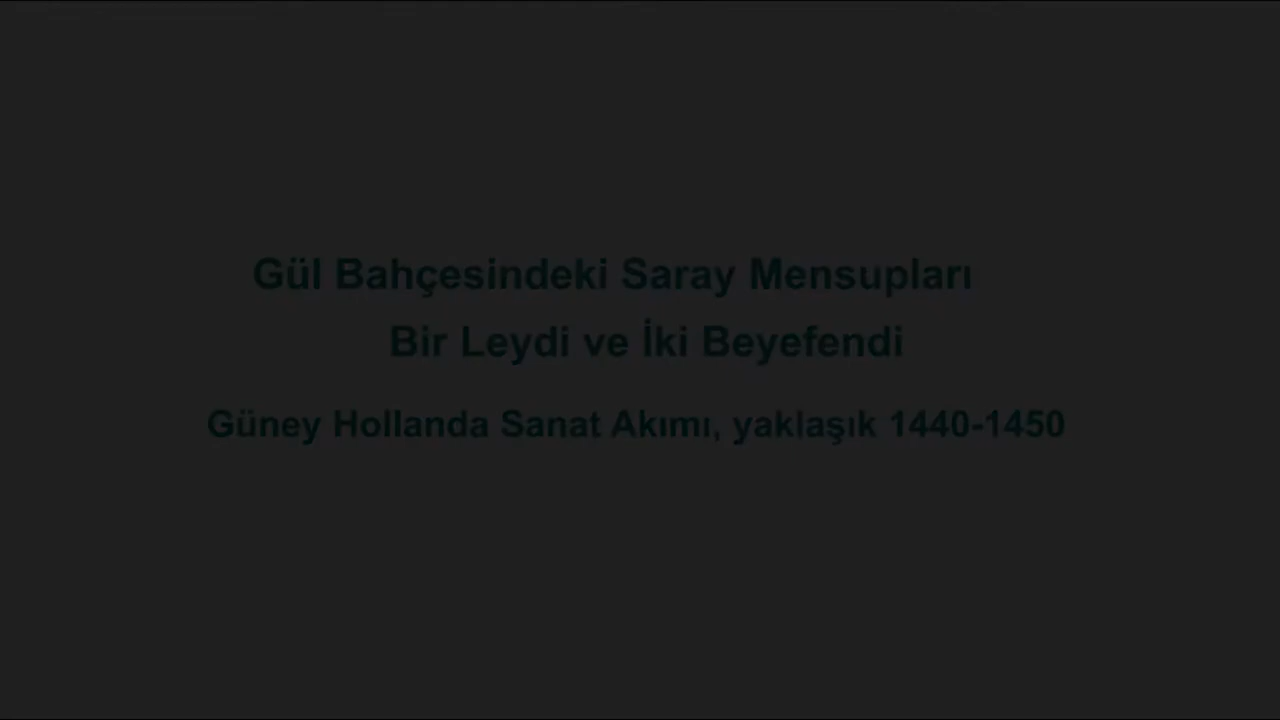 Gül Bahçesindeki Saray Mensupları
Bir Leydi ve İki Beyefendi
Güney Hollanda Sanat Akımı, yaklaşık 1440-1450